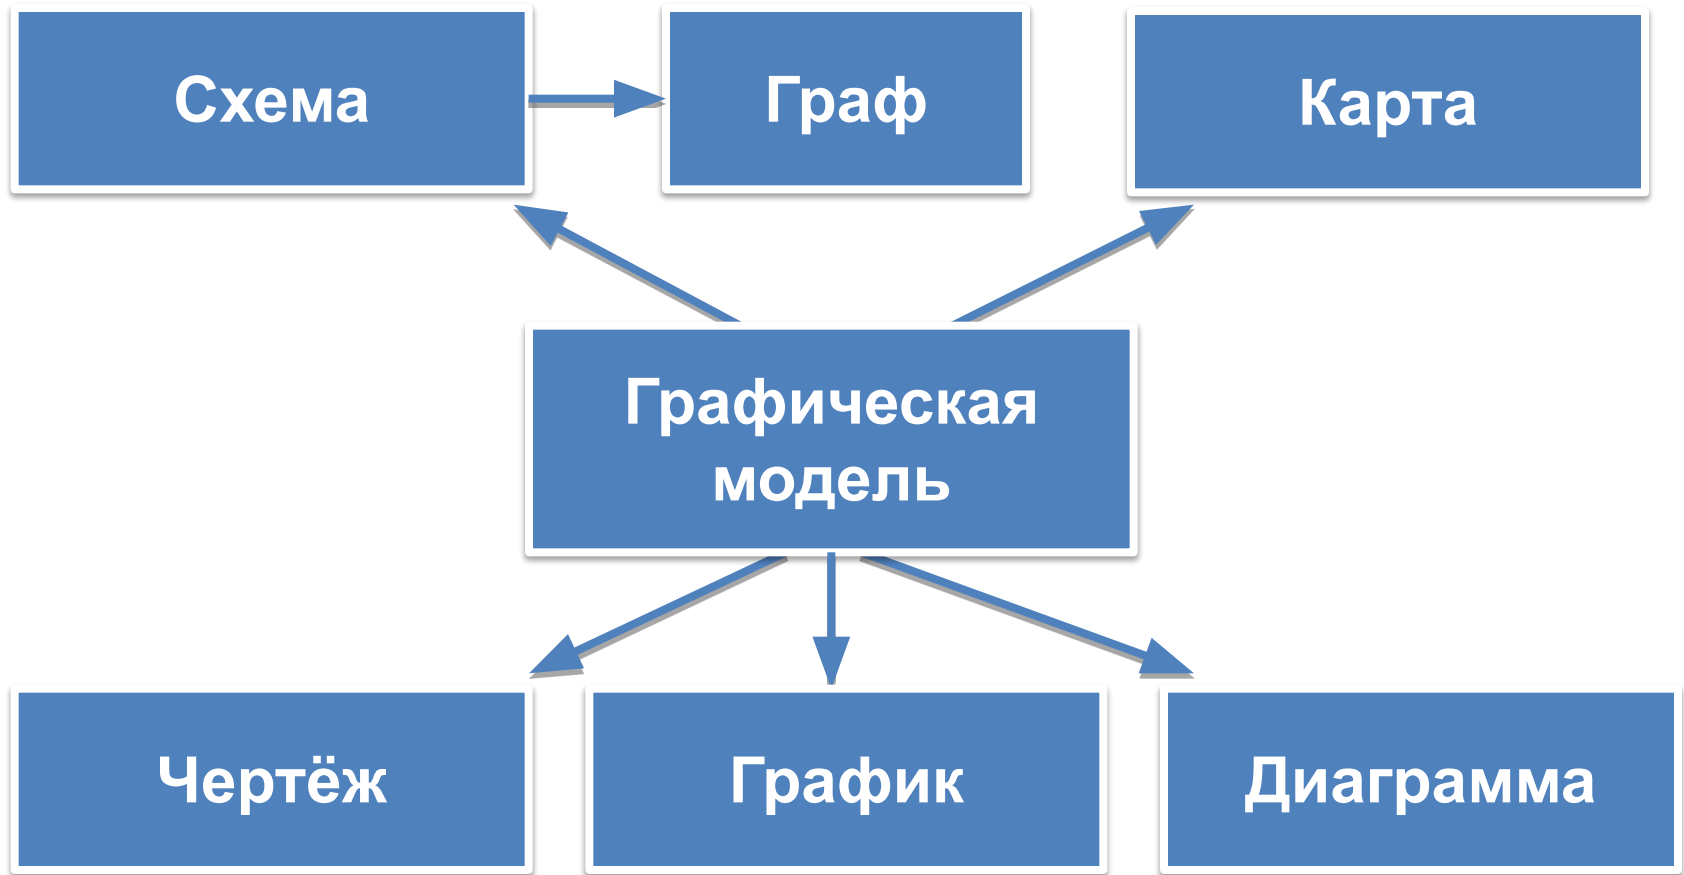 Схема
Граф
Карта
Графическая
модель
Чертёж
График
Диаграмма